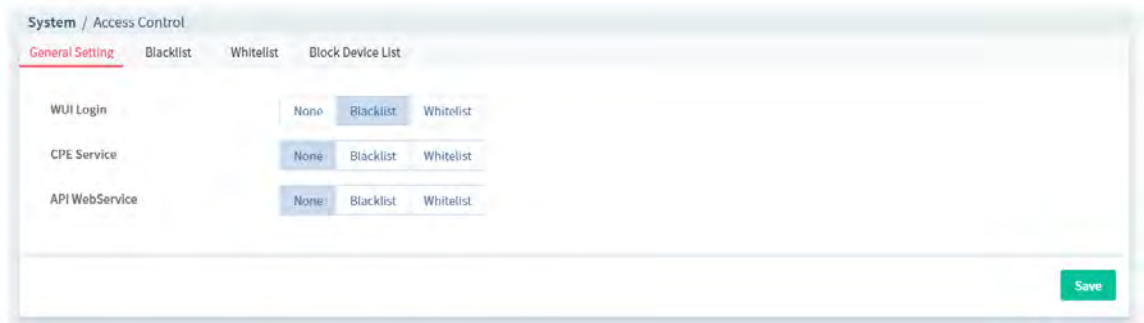 System / Access Control
General Setting Blacklist Whitelist Block Device List
WUI Login None Blacklist Whitelist
CPE Service None Blacklist Whitelist
API WebService None Blacklist Whitelist
Save